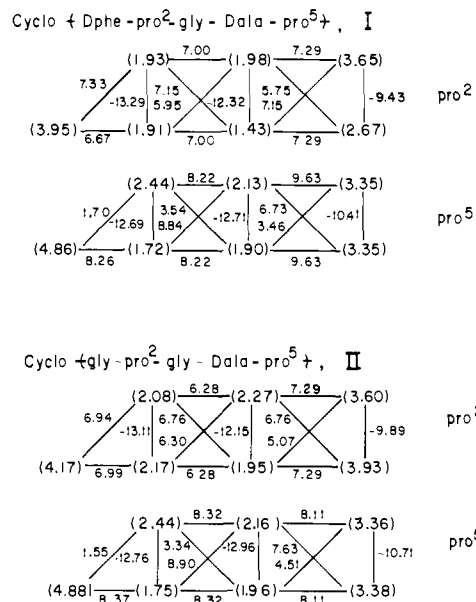 Cyclo (Dphe-pro²-gly-Dala-pro⁵), I
(1.93) 7.00 (1.98) 7.29 (3.65)
7.33 -13.29 7.15 5.95 -12.32 5.75 7.15 -9.43 pro²
(3.95) 6.67 (1.91) 7.00 (1.43) 7.29 (2.67)
(2.44) 8.22 (2.13) 9.63 (3.35)
1.70 -12.69 3.54 8.84 -12.71 6.73 3.46 -10.41 pro⁵
(4.86) 8.26 (1.72) 8.22 (1.90) 9.63 (3.35)
Cyclo (gly-pro²-gly-Dala-pro⁵), II
(2.08) 6.28 (2.27) 7.29 (3.60)
6.94 -13.11 6.76 6.30 -12.15 6.76 5.07 -9.89 pro
(4.17) 6.99 (2.17) 6.28 (1.95) 7.29 (3.93)
(2.44) 8.32 (2.16) 8.11 (3.36)
1.55 -12.76 3.34 8.90 -12.96 7.63 4.51 -10.71 pro
(4.88) 8.37 (1.75) 8.32 (1.96) 8.11 (3.38)